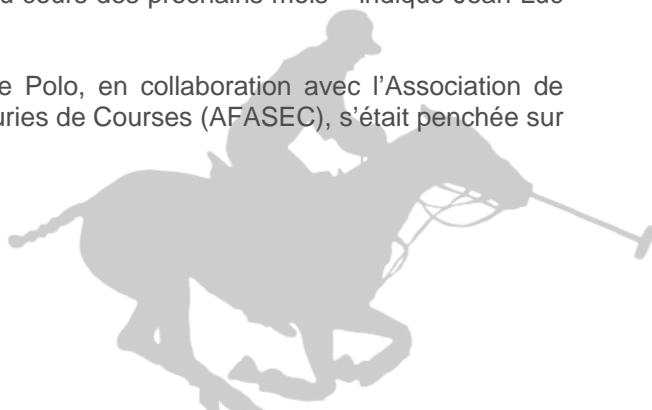 cours des prochains mois – indique Jean-Luc
e Polo, en collaboration avec l’Association de
uries de Courses (AFASEC), s’était penchée sur